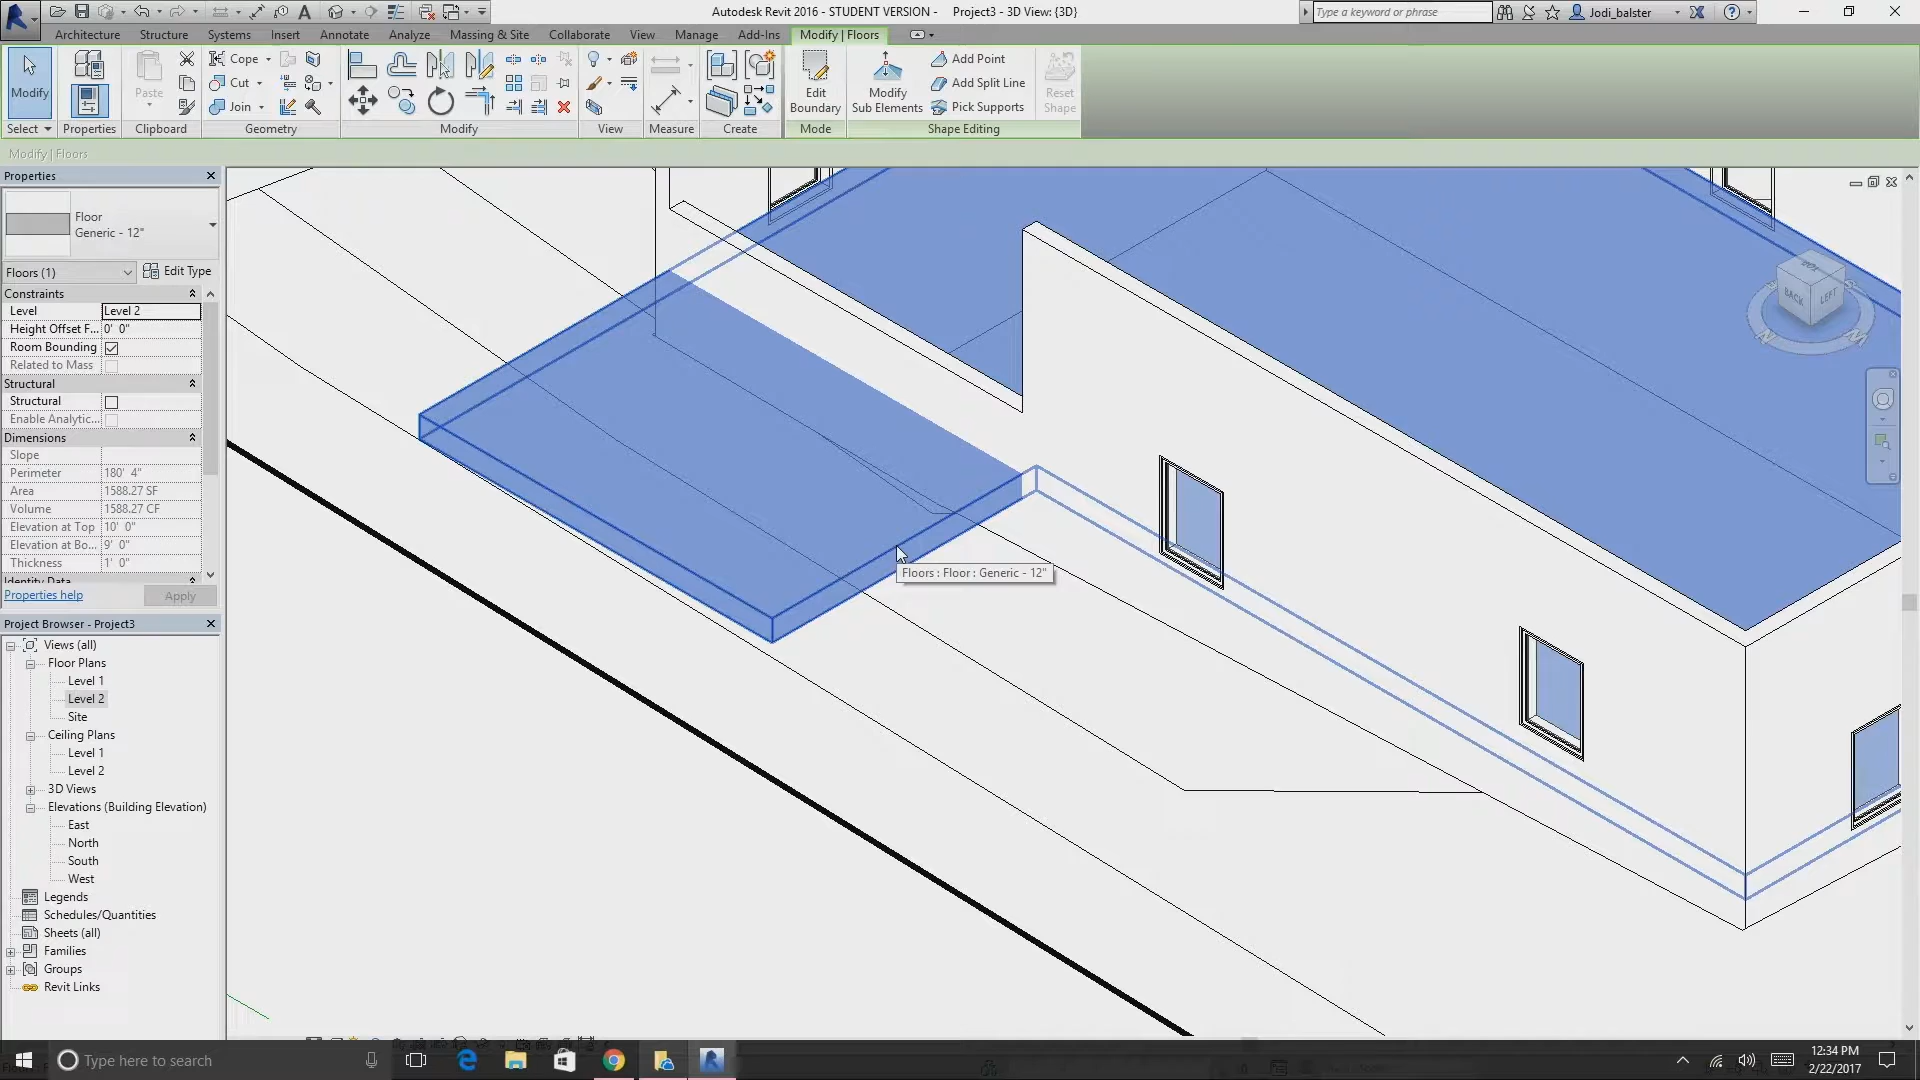 Autodesk Revit 2016 - STUDENT VERSION -     Project3 - 3D View: {3D}
Type a keyword or phrase
Jodi_balster
Architecture Structure Systems Insert Annotate Analyze Massing & Site Collaborate View Manage Add-Ins Modify | Floors
Modify
Paste
Cope
Cut
Join
Edit Boundary
Modify Sub Elements
Add Point
Add Split Line
Pick Supports
Reset Shape
Select Properties Clipboard Geometry Modify View Measure Create Mode Shape Editing
Modify | Floors
Properties
Floor
Generic - 12"
Floors (1) Edit Type
Constraints
Level Level 2
Height Offset F... 0' 0"
Room Bounding
Related to Mass
Structural
Structural
Enable Analytic...
Dimensions
Slope
Perimeter 180' 4"
Area 1588.27 SF
Volume 1588.27 CF
Elevation at Top 10' 0"
Elevation at Bo... 9' 0"
Thickness 1' 0"
Identity Data
Properties help Apply
Project Browser - Project3
Views (all)
Floor Plans
Level 1
Level 2
Site
Ceiling Plans
Level 1
Level 2
3D Views
Elevations (Building Elevation)
East
North
South
West
Legends
Schedules/Quantities
Sheets (all)
Families
Groups
Revit Links
Floors : Floor : Generic - 12"
BACK LEFT
Type here to search
12:34 PM
2/22/2017